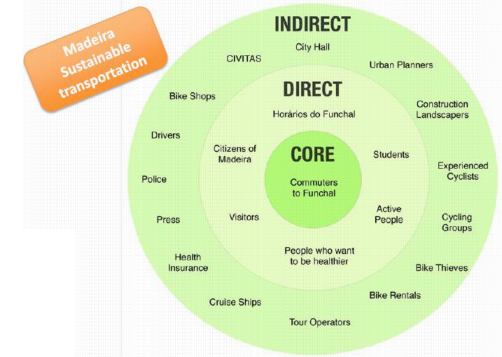 Madeira
Sustainable
transportation
INDIRECT
City Hall
CIVITAS
Urban Planners
Bike Shops
Construction
Landscapers
Drivers
Experienced
Cyclists
Police
Cycling
Groups
Press
Health
Insurance
Bike Thieves
Cruise Ships
Bike Rentals
Tour Operators
DIRECT
Horários do Funchal
Citizens of
Madeira
Students
Visitors
Active
People
People who want
to be healthier
CORE
Commuters
to Funchal